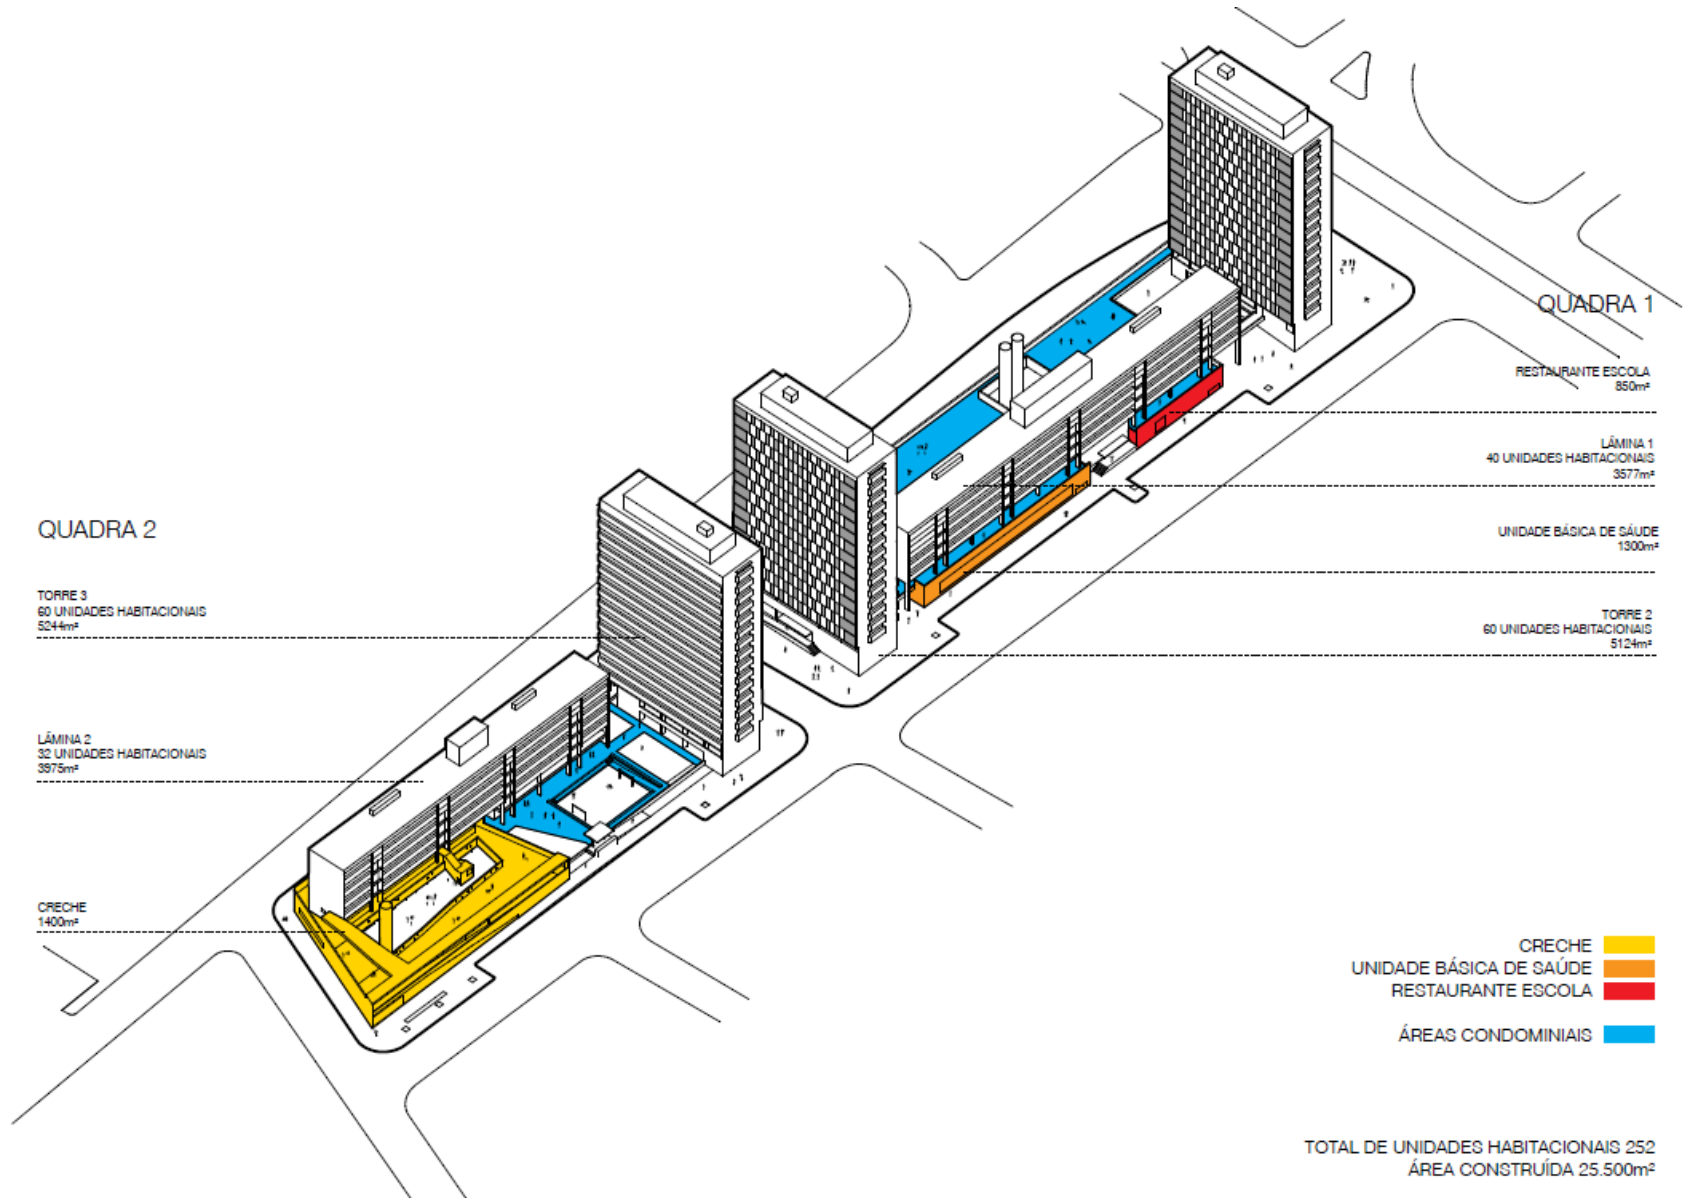 QUADRA 1
RESTAURANTE ESCOLA
850m²
LÂMINA 1
40 UNIDADES HABITACIONAIS
3577m²
UNIDADE BÁSICA DE SAÚDE
1300m²
TORRE 2
60 UNIDADES HABITACIONAIS
5124m²
QUADRA 2
TORRE 3
60 UNIDADES HABITACIONAIS
5244m²
LÂMINA 2
32 UNIDADES HABITACIONAIS
3975m²
CRECHE
1400m²
CRECHE
UNIDADE BÁSICA DE SAÚDE
RESTAURANTE ESCOLA
ÁREAS CONDOMINIAIS
TOTAL DE UNIDADES HABITACIONAIS 252
ÁREA CONSTRUÍDA 25.500m²